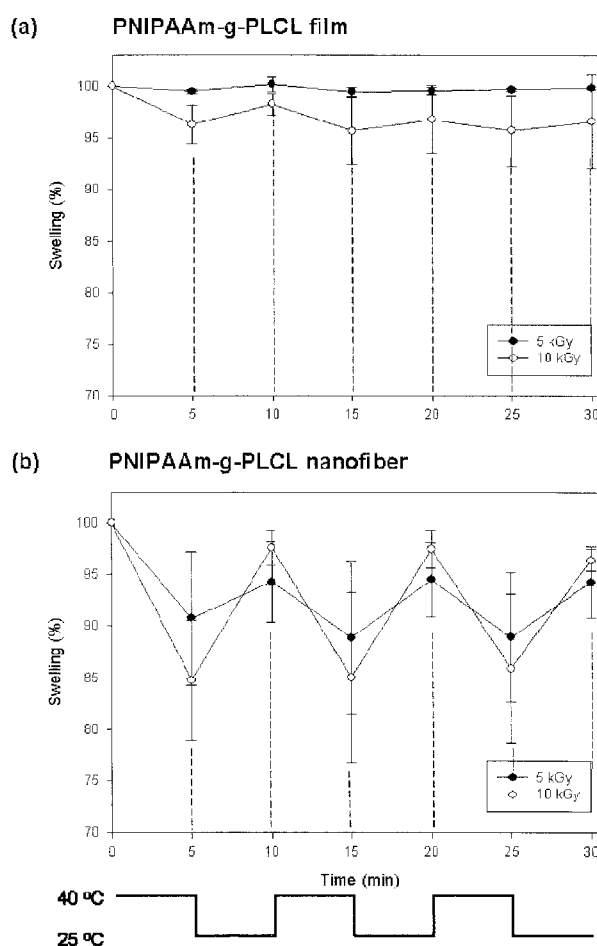 (a) PNIPAAm-g-PLCL film
100
95
90
85
80
75
70
Swelling (%)
5 kGy
10 kGy
0 5 10 15 20 25 30
(b) PNIPAAm-g-PLCL nanofiber
100
95
90
85
80
75
70
Swelling (%)
5 kGy
10 kGy
0 5 10 15 20 25 30
Time (min)
40 ºC
25 ºC